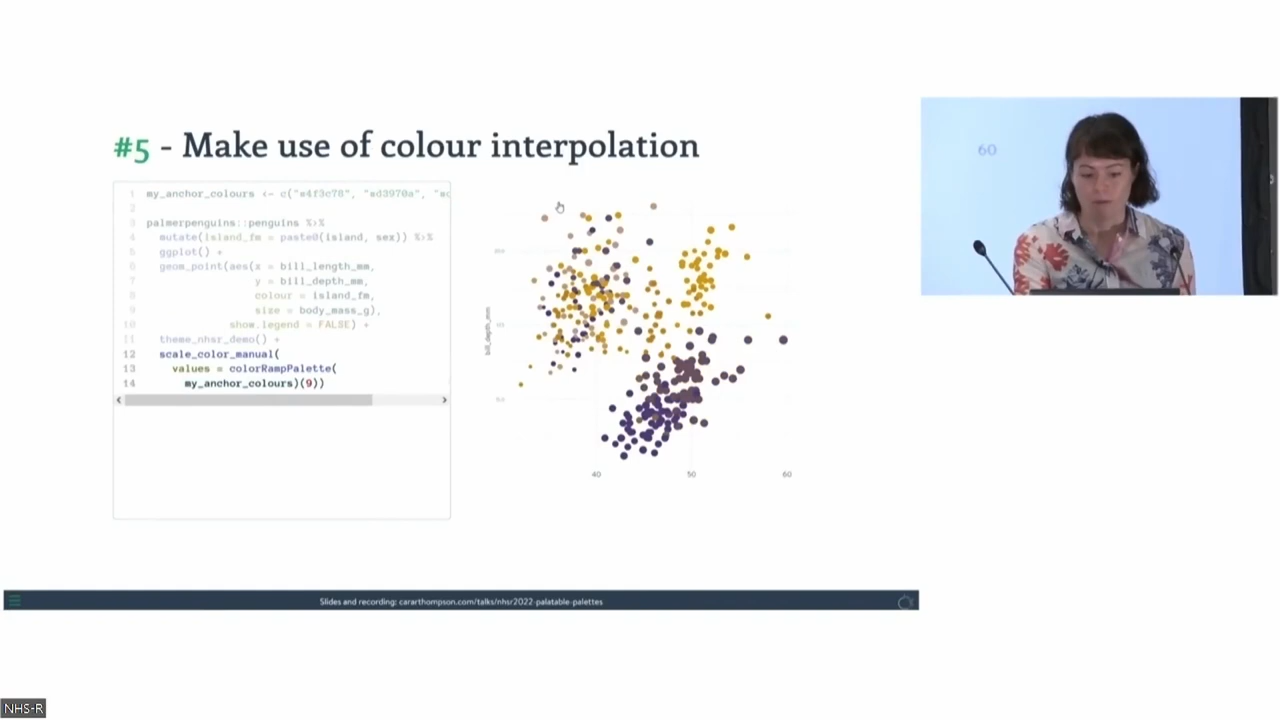 #5 - Make use of colour interpolation
1 my_anchor_colours <- c("#4f3c78", "#d3970a", "#c
2
3 palmerpenguins::penguins %>%
4 mutate(island_fm = paste0(island, sex)) %>%
5 ggplot() +
6 geom_point(aes(x = bill_length_mm,
7 y = bill_depth_mm,
8 colour = island_fm,
9 size = body_mass_g),
10 show.legend = FALSE) +
11 theme_nhsr_demo() +
12 scale_color_manual(
13 values = colorRampPalette(
14 my_anchor_colours)(9))
bill_depth_mm
40 50 60
60
Slides and recording: cararthompson.com/talks/nhsr2022-palatable-palettes
NHS-R